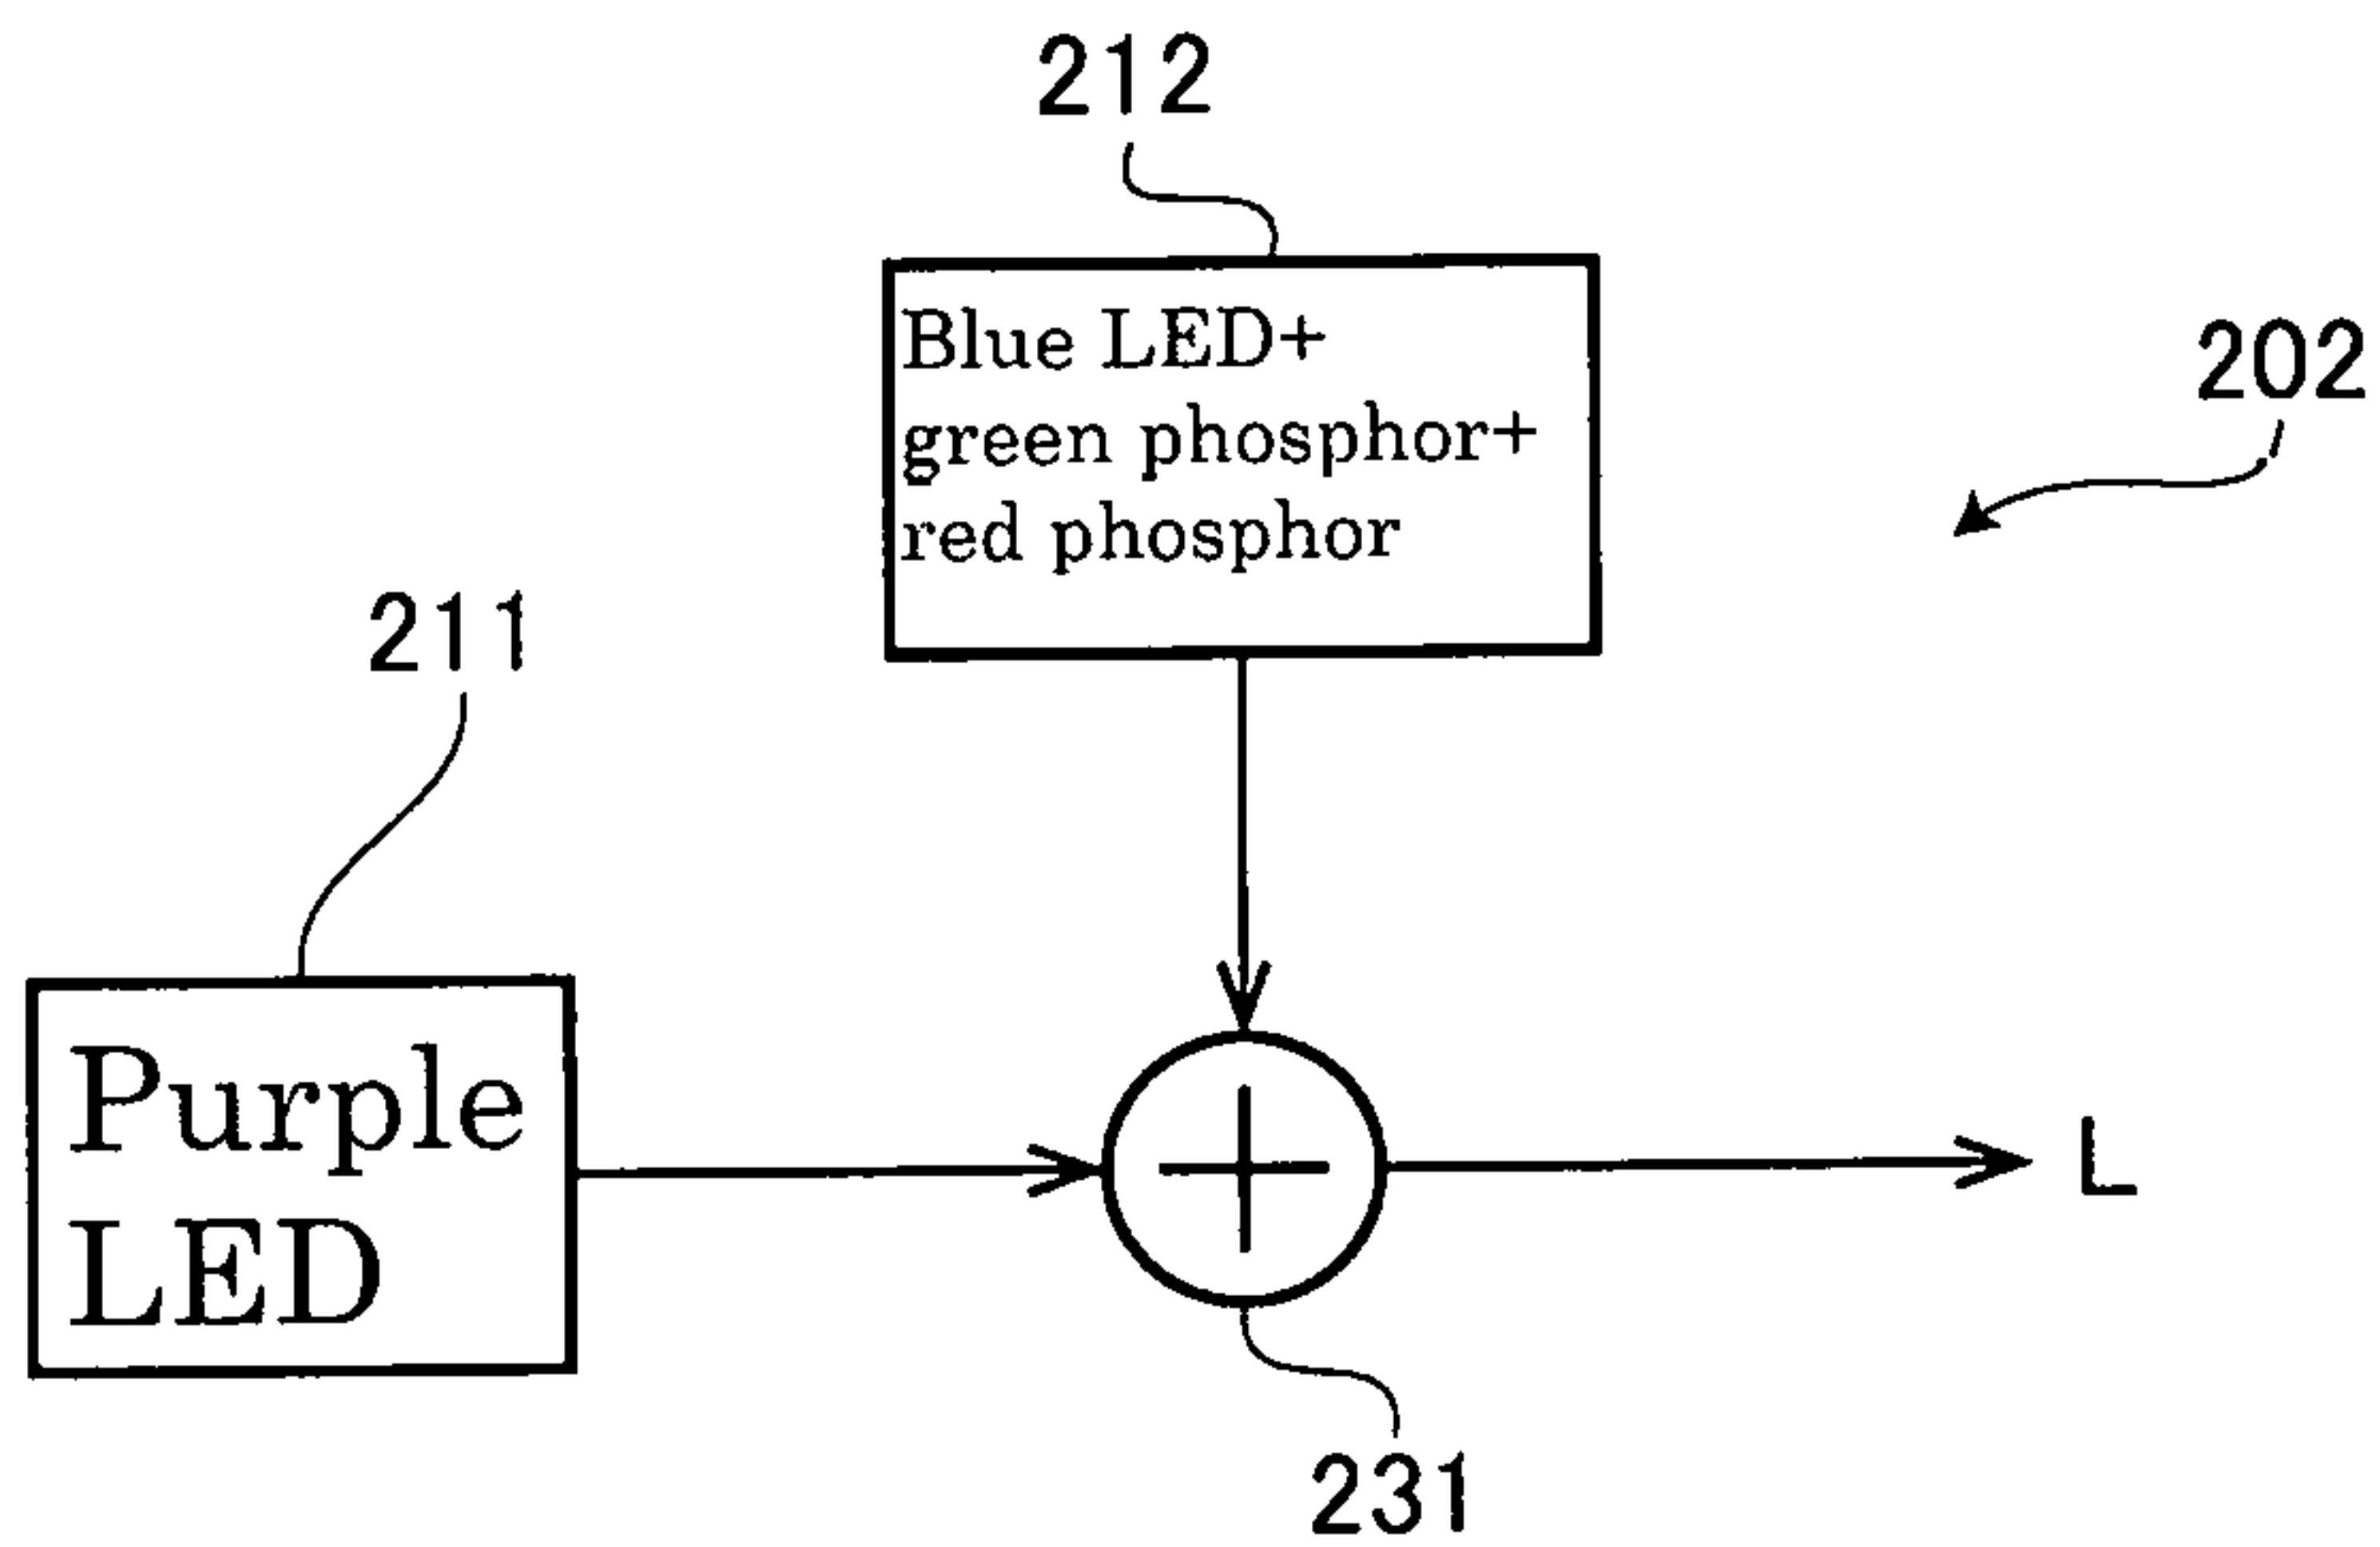 212
Blue LED+
green phosphor+
red phosphor
202
211
Purple
LED
L
231